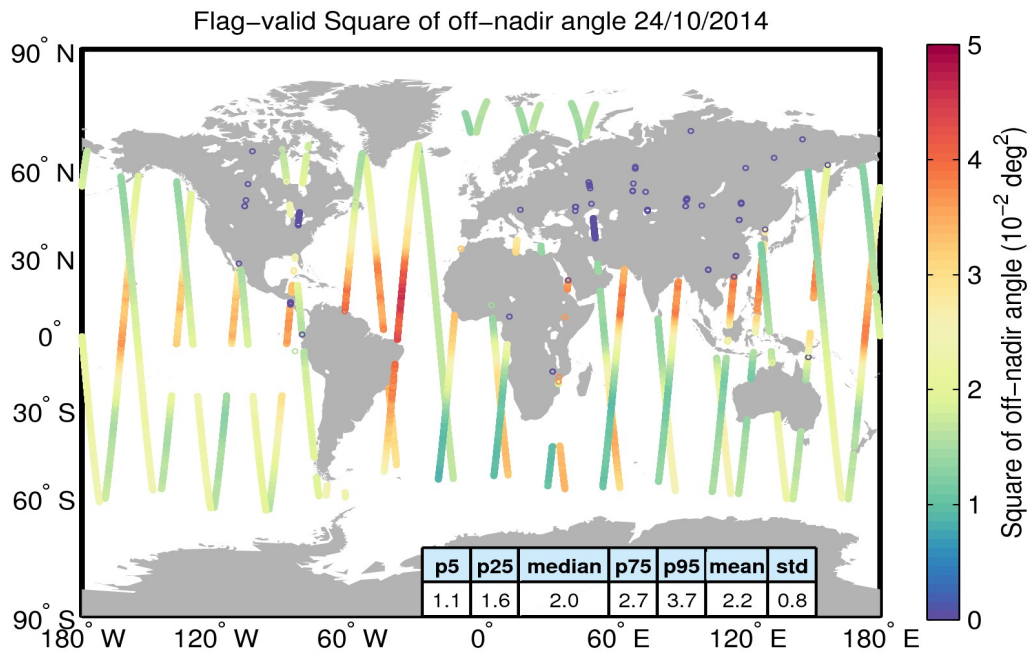 Flag-valid Square of off-nadir angle 24/10/2014
90° N
60° N
30° N
0°
30° S
60° S
90° S
180° W
120° W
60° W
0°
60° E
120° E
180° E
p5 p25 median p75 p95 mean std
1.1 1.6 2.0 2.7 3.7 2.2 0.8
5
4
3
2
1
0
Square of off-nadir angle (10⁻² deg²)